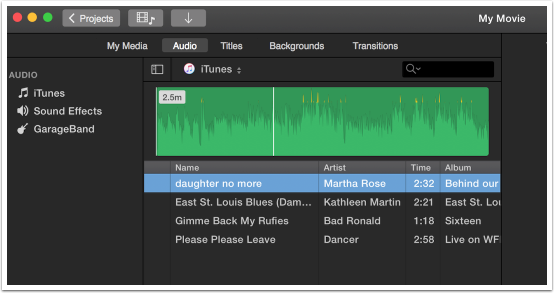 Projects My Movie
My Media Audio Titles Backgrounds Transitions
AUDIO
iTunes
Sound Effects
GarageBand
iTunes
2.5m
Name Artist Time Album
daughter no more Martha Rose 2:32 Behind our
East St. Louis Blues (Dam... Kathleen Martin 2:21 East St. Lou
Gimme Back My Rufies Bad Ronald 1:18 Sixteen
Please Please Leave Dancer 2:58 Live on WF